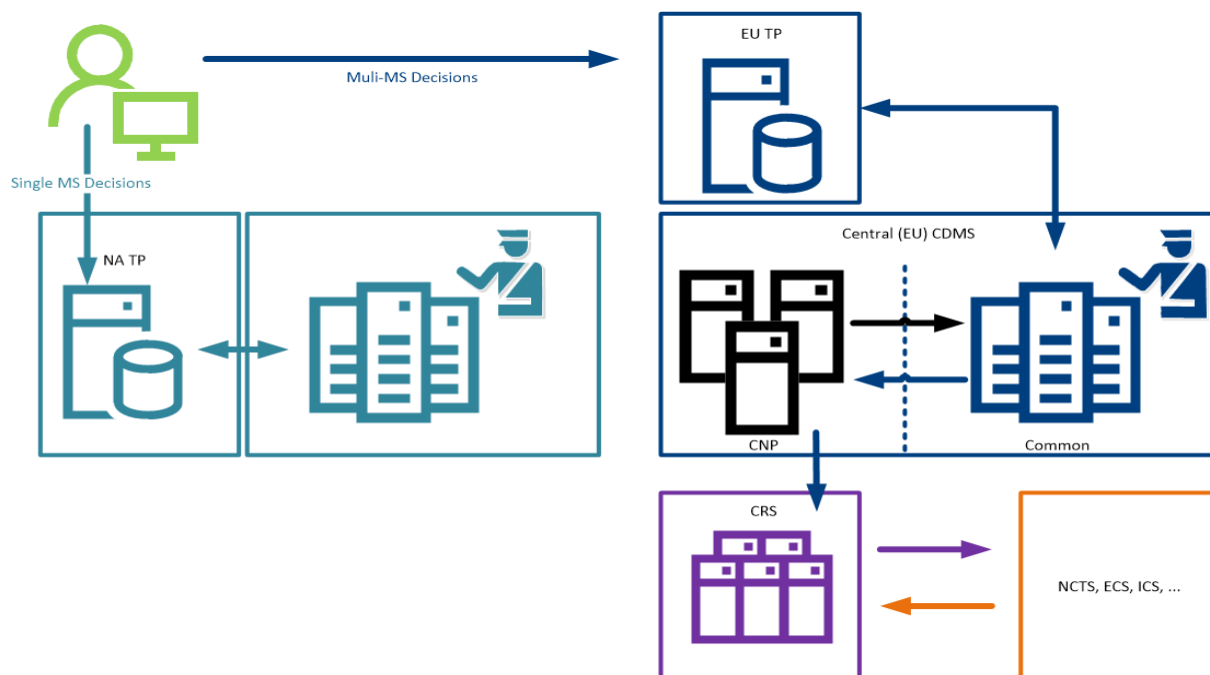 EU TP
Muli-MS Decisions
Single MS Decisions
NA TP
Central (EU) CDMS
CNP
Common
CRS
NCTS, ECS, ICS, ...